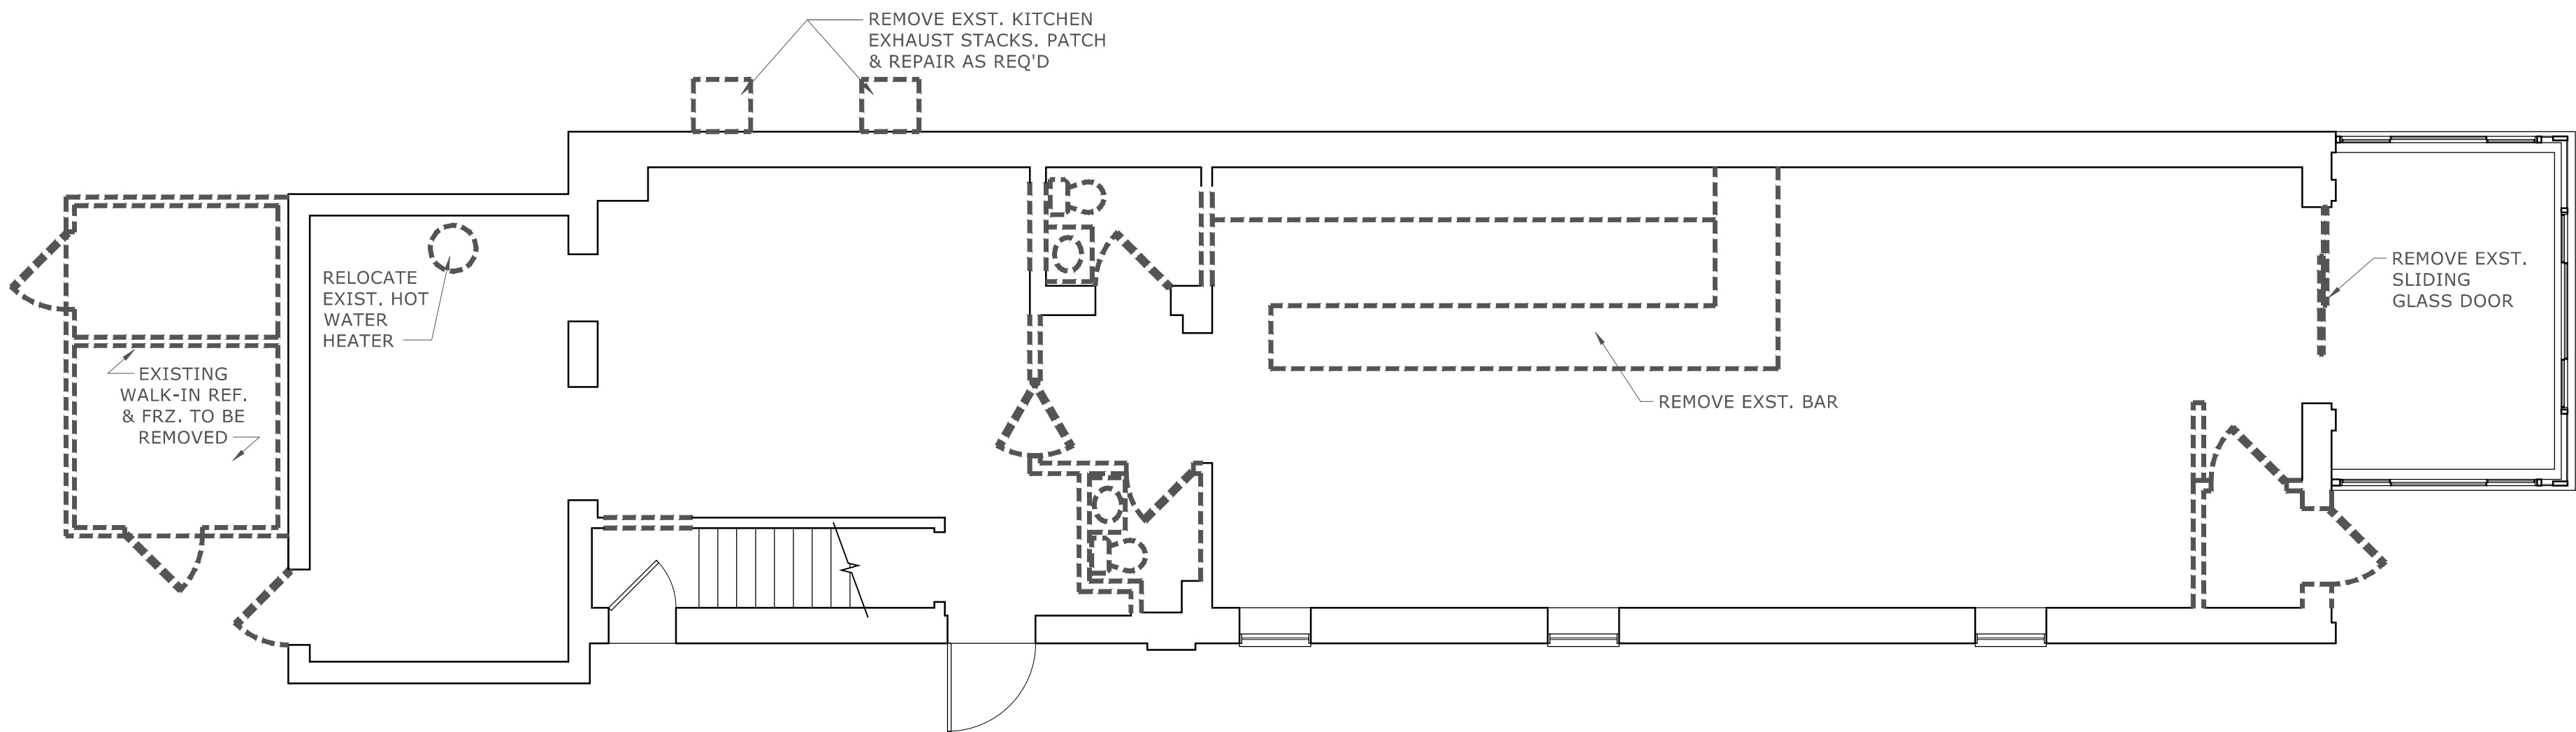 REMOVE EXST. KITCHEN
EXHAUST STACKS. PATCH
& REPAIR AS REQ'D
RELOCATE
EXIST. HOT
WATER
HEATER
EXISTING
WALK-IN REF.
& FRZ. TO BE
REMOVED
REMOVE EXST. BAR
REMOVE EXST.
SLIDING
GLASS DOOR